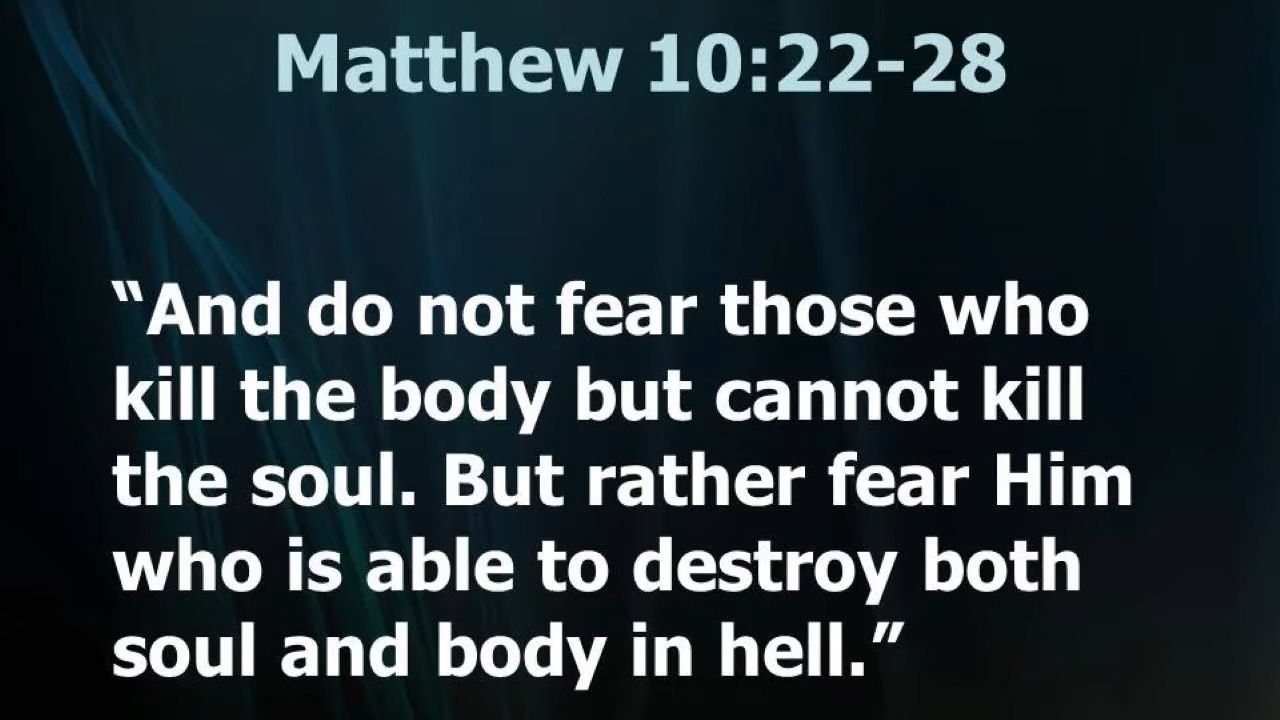 Matthew 10:22-28
“And do not fear those who
kill the body but cannot kill
the soul. But rather fear Him
who is able to destroy both
soul and body in hell.”